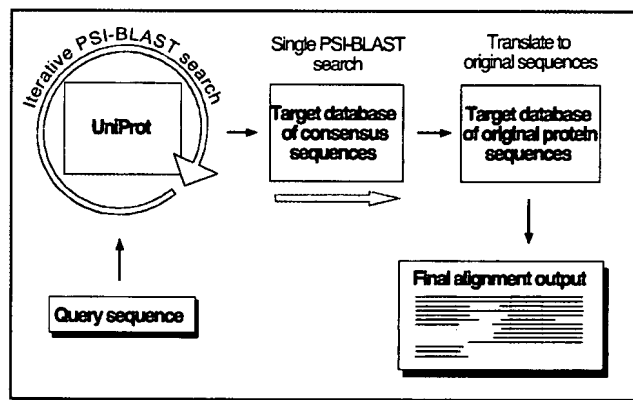 Iterative PSI-BLAST search
UniProt
Single PSI-BLAST
search
Target database
of consensus
sequences
Translate to
original sequences
Target database
of original protein
sequences
Query sequence
Final alignment output